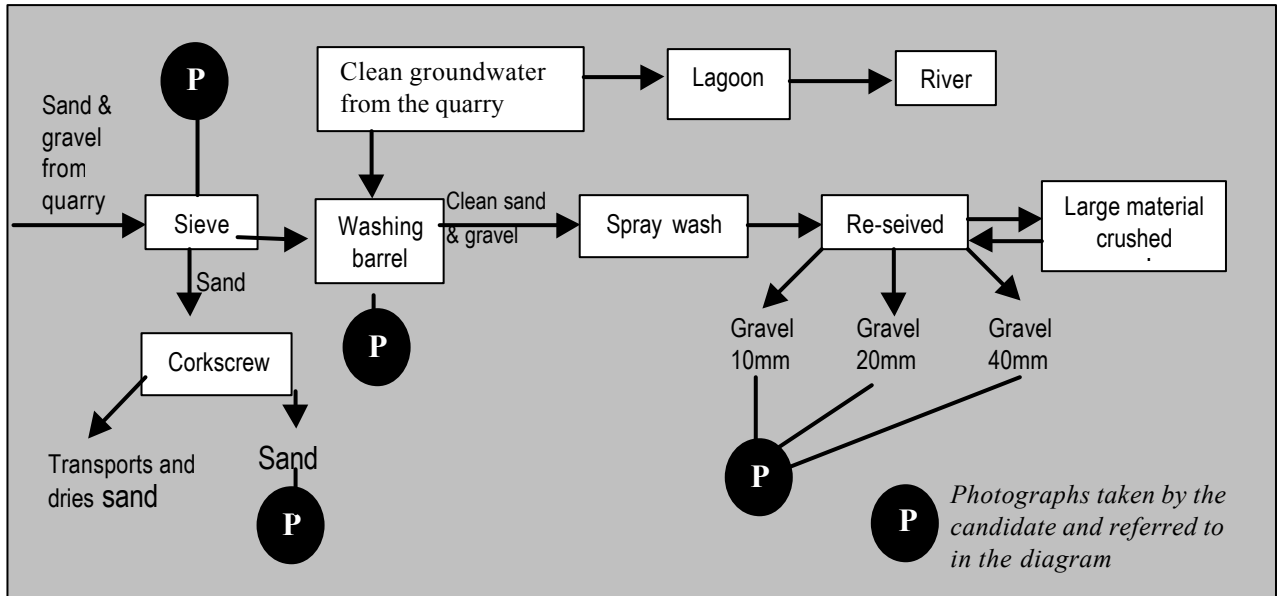 P
Clean groundwater
from the quarry
Lagoon
River
Sand &
gravel
from
quarry
Sieve
Washing
barrel
Clean sand
& gravel
Spray wash
Re-seived
Large material
crushed
Sand
Corkscrew
P
Gravel
10mm
Gravel
20mm
Gravel
40mm
Transports and
dries sand
Sand
P
P
P
Photographs taken by the
candidate and referred to
in the diagram